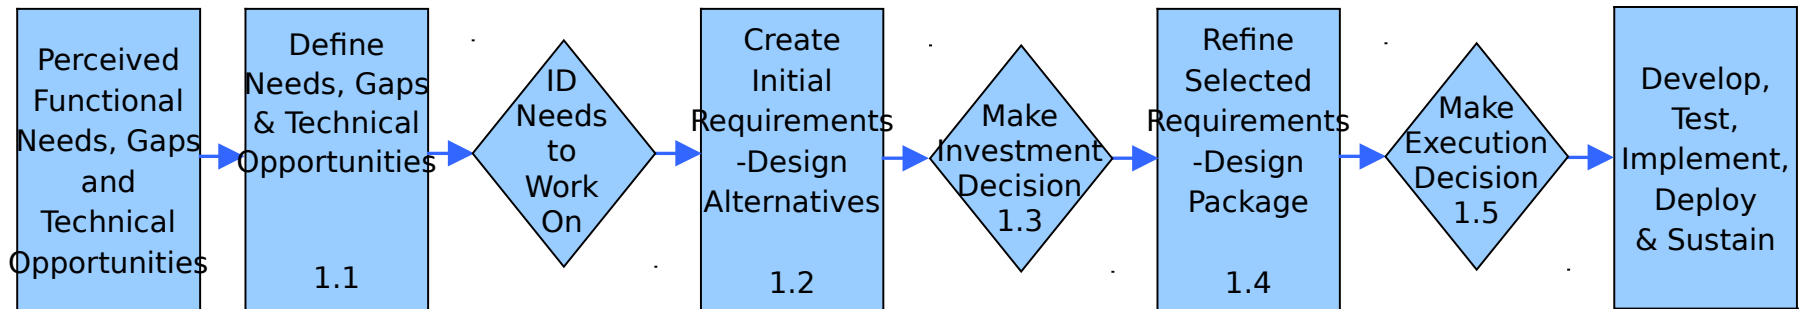 Perceived
Functional
Needs, Gaps
and
Technical
Opportunities
Define
Needs, Gaps
& Technical
Opportunities
1.1
ID
Needs
to
Work
On
Create
Initial
Requirements
-Design
Alternatives
1.2
Make
Investment
Decision
1.3
Refine
Selected
Requirements
-Design
Package
1.4
Make
Execution
Decision
1.5
Develop,
Test,
Implement,
Deploy
& Sustain